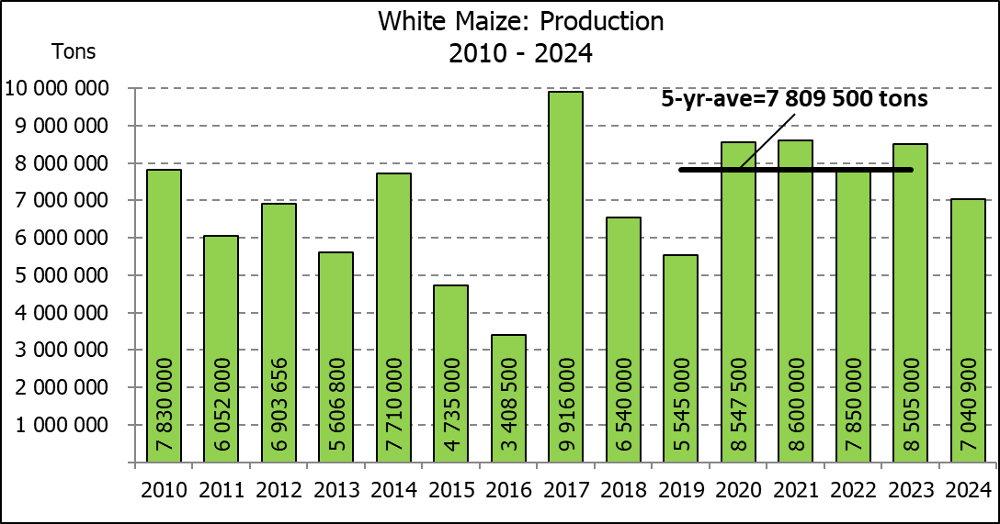 White Maize: Production
2010 - 2024
Tons
5-yr-ave=7 809 500 tons
10 000 000
9 000 000
8 000 000
7 000 000
6 000 000
5 000 000
4 000 000
3 000 000
2 000 000
1 000 000
7 830 000
6 052 000
6 903 656
5 606 800
7 710 000
4 735 000
3 408 500
9 916 000
6 540 000
5 545 000
8 547 500
8 600 000
7 850 000
8 505 000
7 040 900
2010 2011 2012 2013 2014 2015 2016 2017 2018 2019 2020 2021 2022 2023 2024